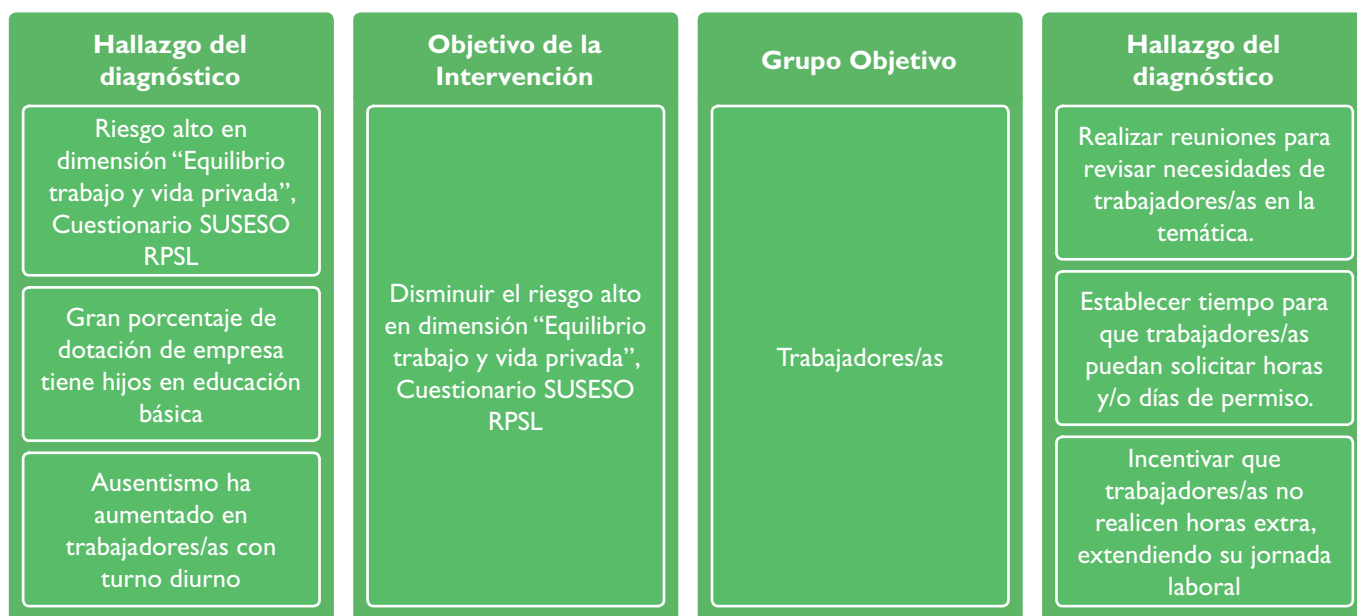 Hallazgo del
diagnóstico
Riesgo alto en
dimensión “Equilibrio
trabajo y vida privada”,
Cuestionario SUSESO
RPSL
Gran porcentaje de
dotación de empresa
tiene hijos en educación
básica
Ausentismo ha
aumentado en
trabajadores/as con
turno diurno
Objetivo de la
Intervención
Disminuir el riesgo alto
en dimensión “Equilibrio
trabajo y vida privada”,
Cuestionario SUSESO
RPSL
Grupo Objetivo
Trabajadores/as
Hallazgo del
diagnóstico
Realizar reuniones para
revisar necesidades de
trabajadores/as en la
temática.
Establecer tiempo para
que trabajadores/as
puedan solicitar horas
y/o días de permiso.
Incentivar que
trabajadores/as no
realicen horas extra,
extendiendo su jornada
laboral